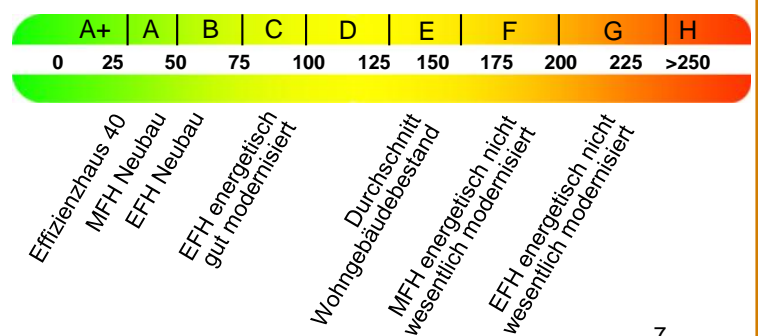 A+ A B C D E F G H
0 25 50 75 100 125 150 175 200 225 >250
Effizienzhaus 40
MFH Neubau
EFH Neubau
EFH energetisch
gut modernisiert
Durchschnitt
Wohngebäudebestand
MFH energetisch nicht
wesentlich modernisiert
EFH energetisch nicht
wesentlich modernisiert
7